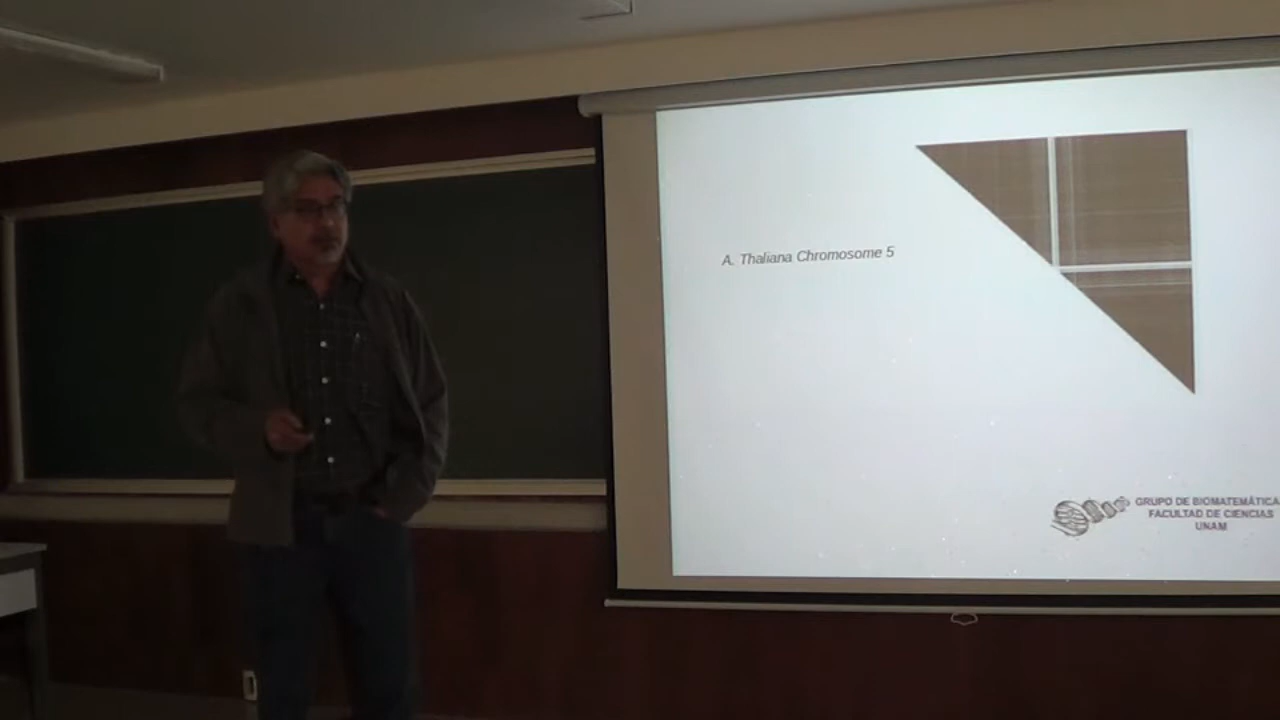 A. Thaliana Chromosome 5
GRUPO DE BIOMATEMÁTICA
FACULTAD DE CIENCIAS
UNAM